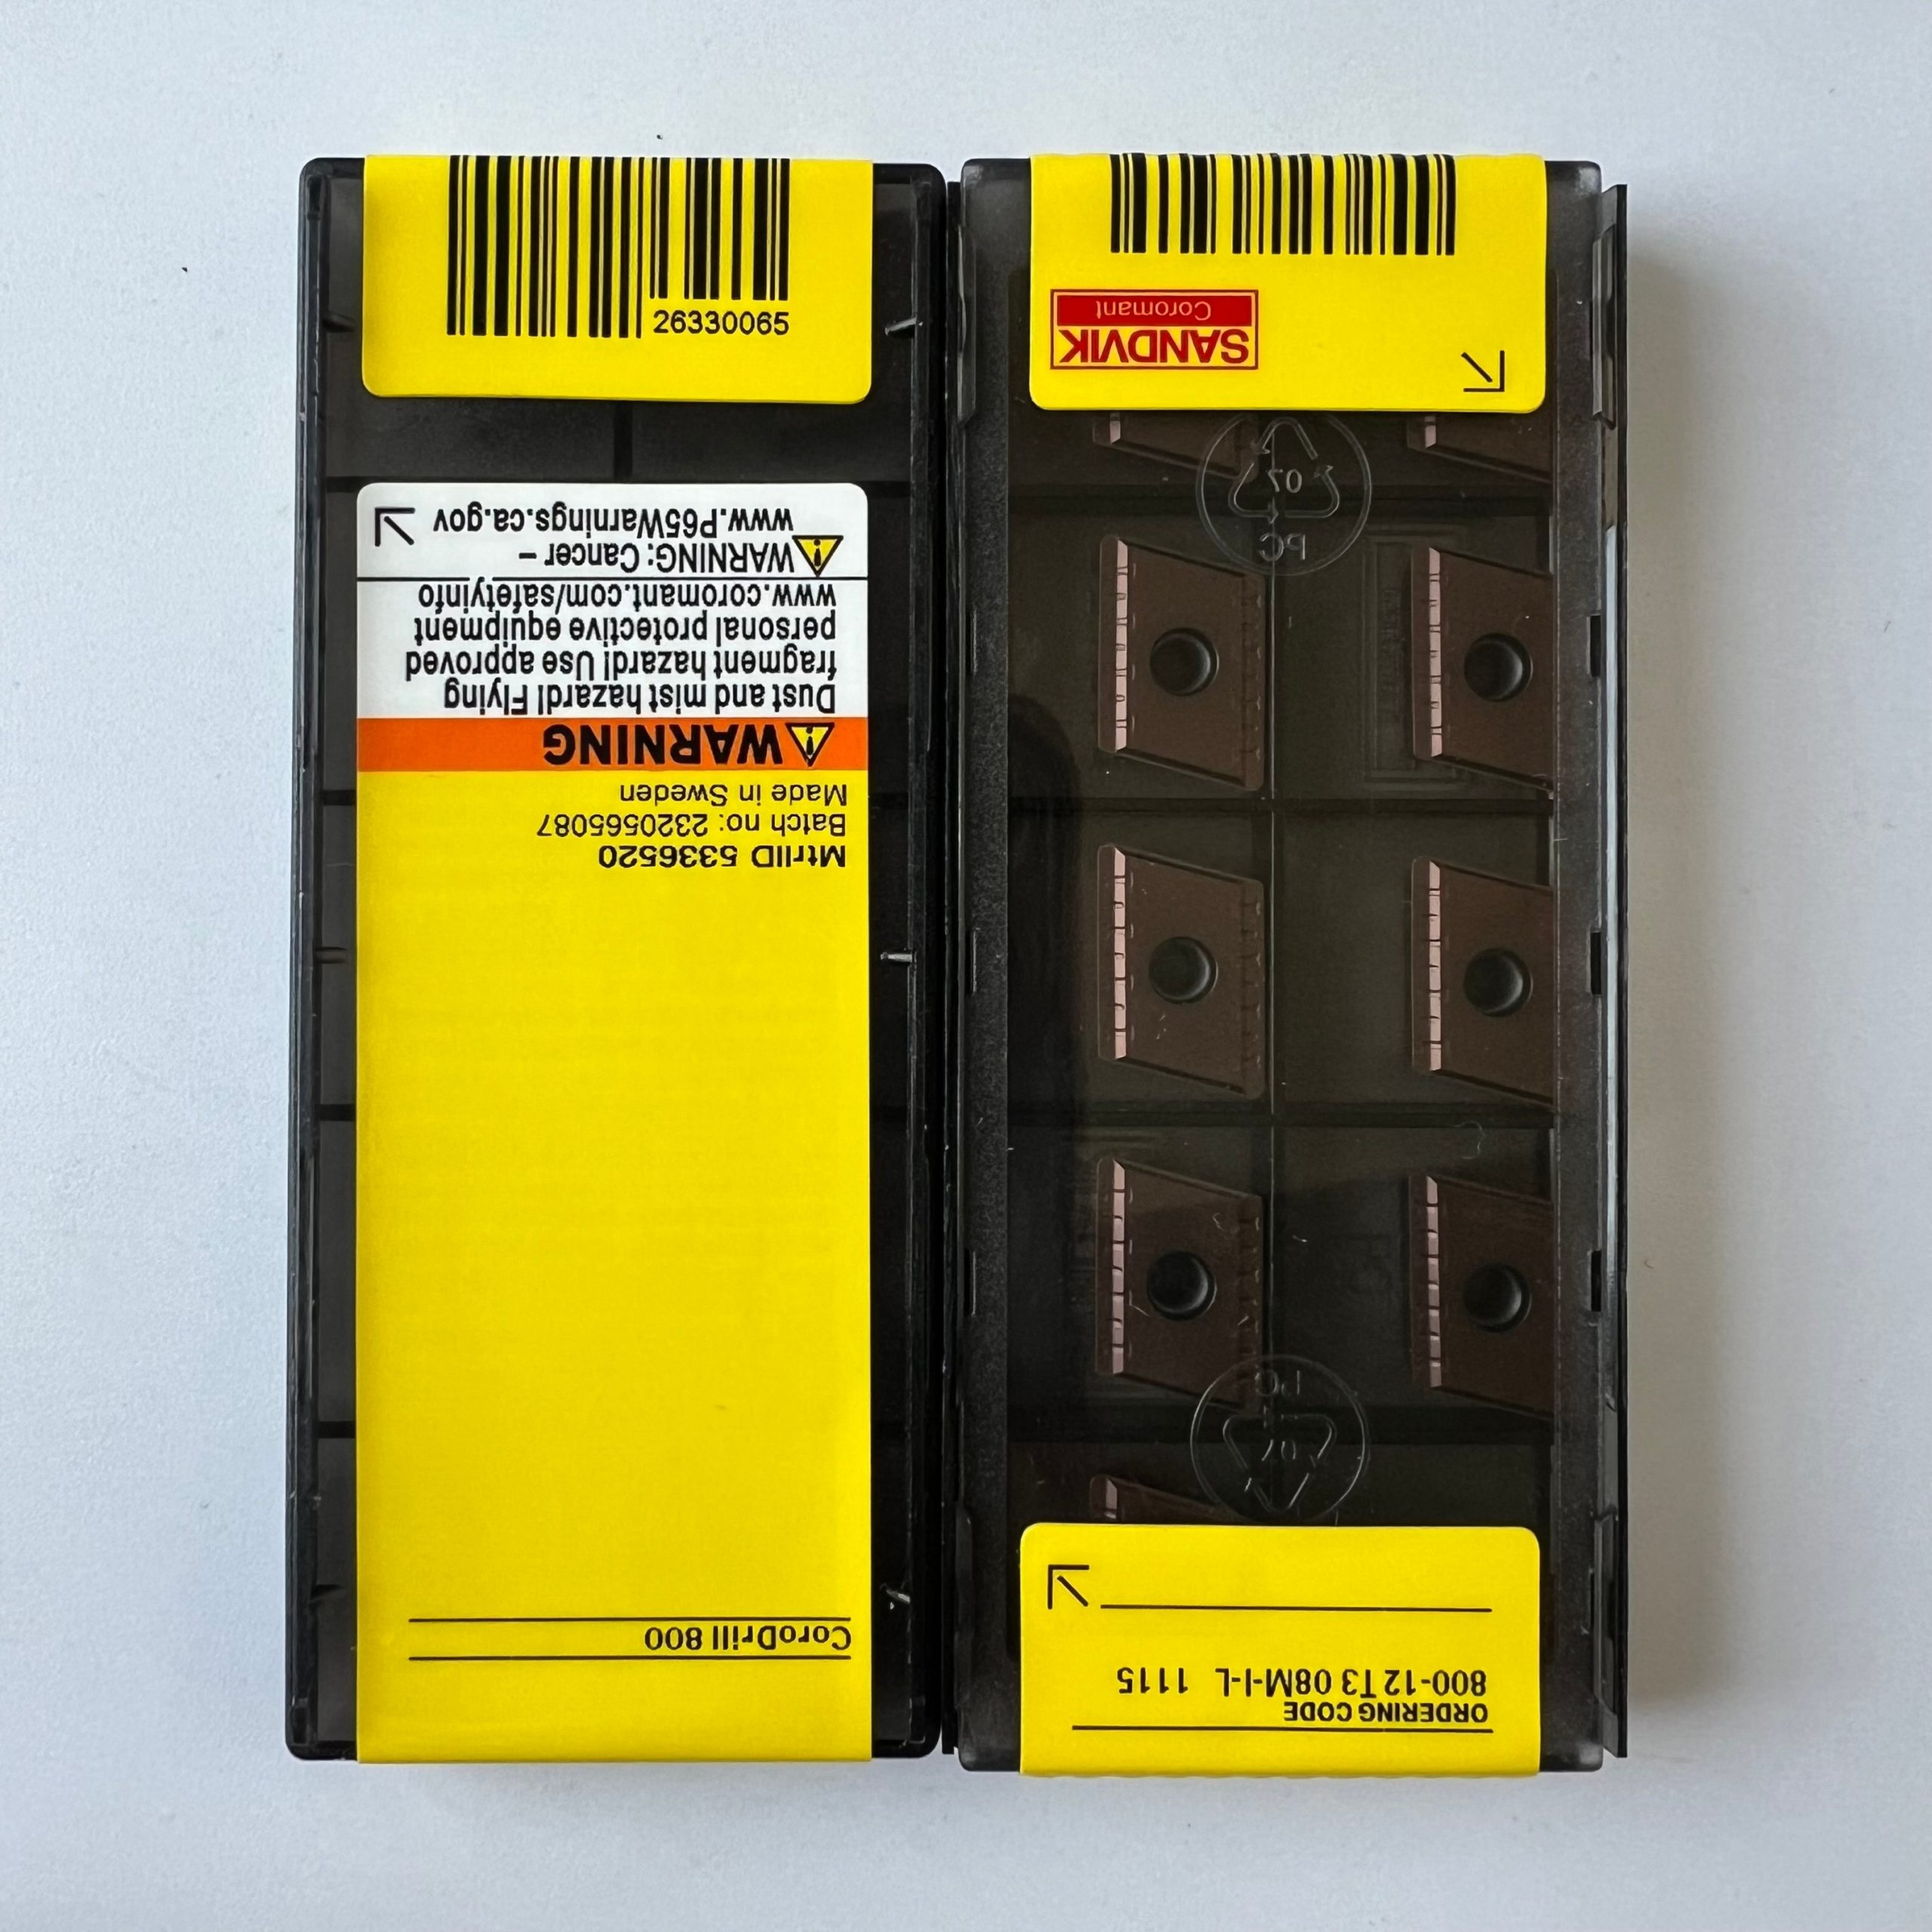 26330065
www.P65Warnings.ca.gov
WARNING: Cancer –
www.coromant.com/safetyinfo
personal protective equipment
fragment hazard! Use approved
Dust and mist hazard! Flying
WARNING
Made in Sweden
Batch no: 2320565087
MtrlID 5336520
CoroDrill 800
Coromant
SANDVIK
07
PC
PC
07
800-12 T3 08M-I-L 1115
ORDERING CODE